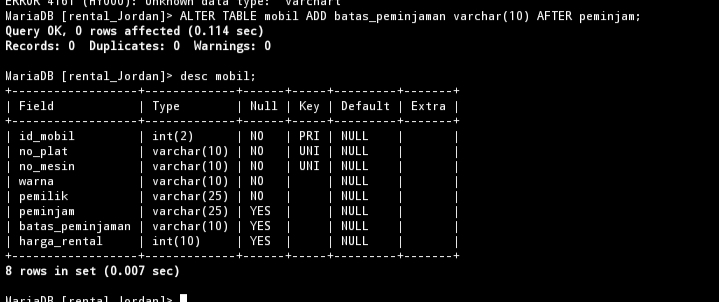 ERROR 4161 (HY000): Unknown data type: "varchart"
MariaDB [rental_Jordan]> ALTER TABLE mobil ADD batas_peminjaman varchar(10) AFTER peminjam;
Query OK, 0 rows affected (0.114 sec)
Records: 0  Duplicates: 0  Warnings: 0

MariaDB [rental_Jordan]> desc mobil;
+------------------+-------------+------+-----+---------+-------+
| Field            | Type        | Null | Key | Default | Extra |
+------------------+-------------+------+-----+---------+-------+
| id_mobil         | int(2)      | NO   | PRI | NULL    |       |
| no_plat          | varchar(10) | NO   | UNI | NULL    |       |
| no_mesin         | varchar(10) | NO   | UNI | NULL    |       |
| warna            | varchar(10) | NO   |     | NULL    |       |
| pemilik          | varchar(25) | NO   |     | NULL    |       |
| peminjam         | varchar(25) | YES  |     | NULL    |       |
| batas_peminjaman | varchar(10) | YES  |     | NULL    |       |
| harga_rental     | int(10)     | YES  |     | NULL    |       |
+------------------+-------------+------+-----+---------+-------+
8 rows in set (0.007 sec)

MariaDB [rental_Jordan]>